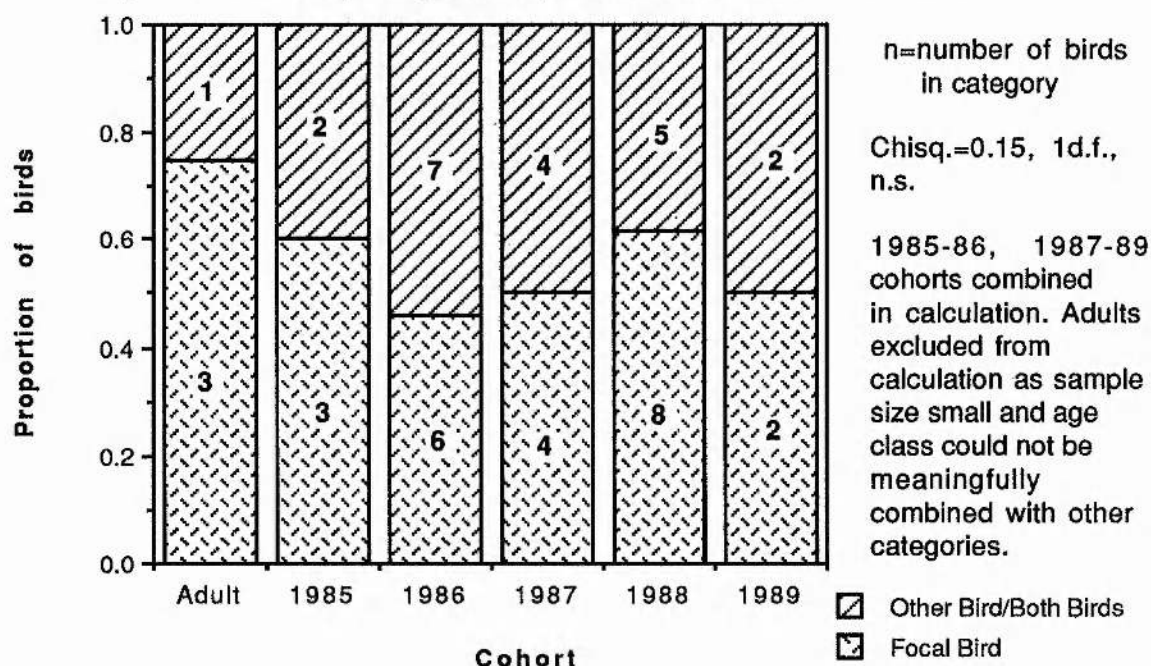 1.0
0.8
0.6
0.4
0.2
0.0
Proportion of birds
1
2
7
4
5
2
3
3
6
4
8
2
Adult 1985 1986 1987 1988 1989
Cohort
n=number of birds
in category
Chisq.=0.15, 1d.f.,
n.s.
1985-86, 1987-89
cohorts combined
in calculation. Adults
excluded from
calculation as sample
size small and age
class could not be
meaningfully
combined with other
categories.
Other Bird/Both Birds
Focal Bird